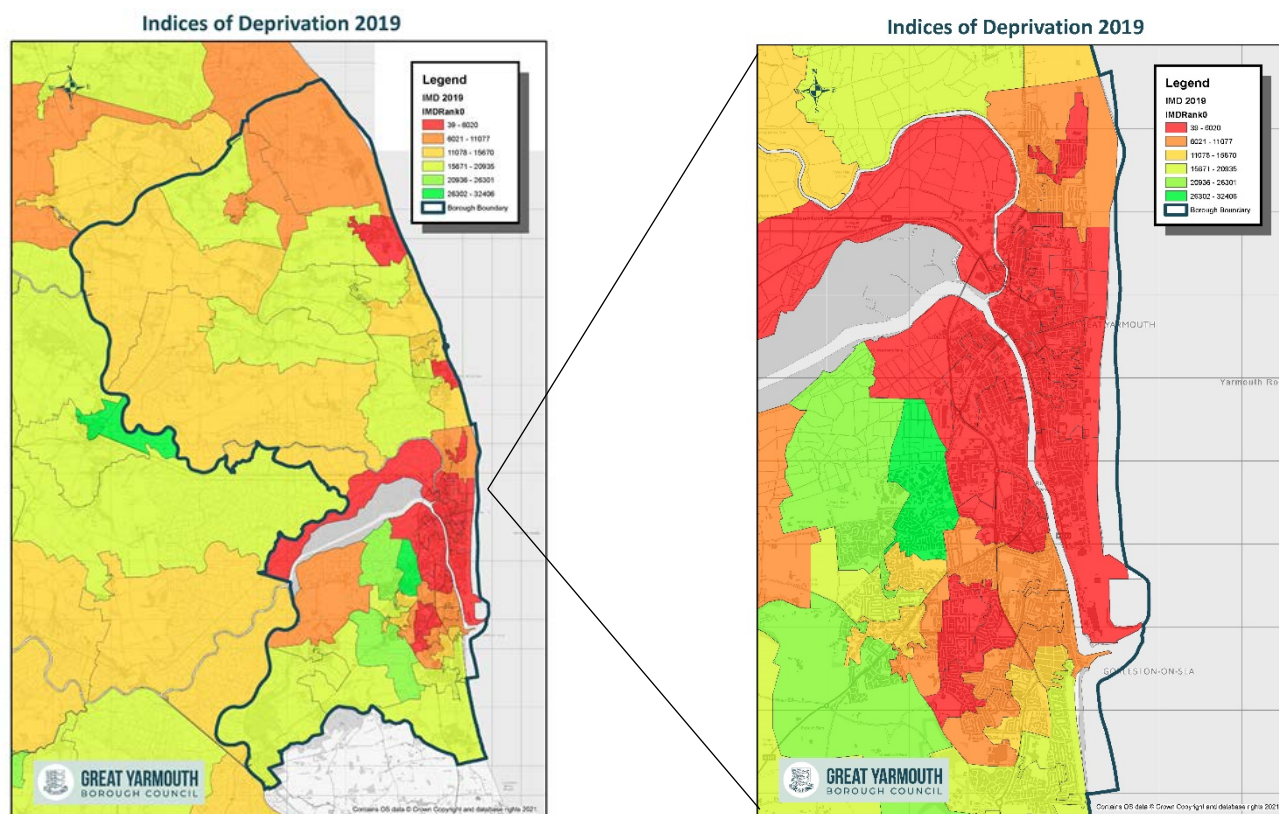 Indices of Deprivation 2019
Legend
IMD 2019
IMDRank0
39 - 6020
6021 - 11077
11078 - 15670
15671 - 20935
20936 - 26301
26302 - 32406
Borough Boundary
GREAT YARMOUTH
BOROUGH COUNCIL
Contains OS data © Crown Copyright and database rights 2021.
Indices of Deprivation 2019
Legend
IMD 2019
IMDRank0
39 - 6020
6021 - 11077
11078 - 15670
15671 - 20935
20936 - 26301
26302 - 32406
Borough Boundary
YARMOUTH
Yarmouth Ro
GORLESTON-ON-SEA
GREAT YARMOUTH
BOROUGH COUNCIL
Contains OS data © Crown Copyright and database rights 2021